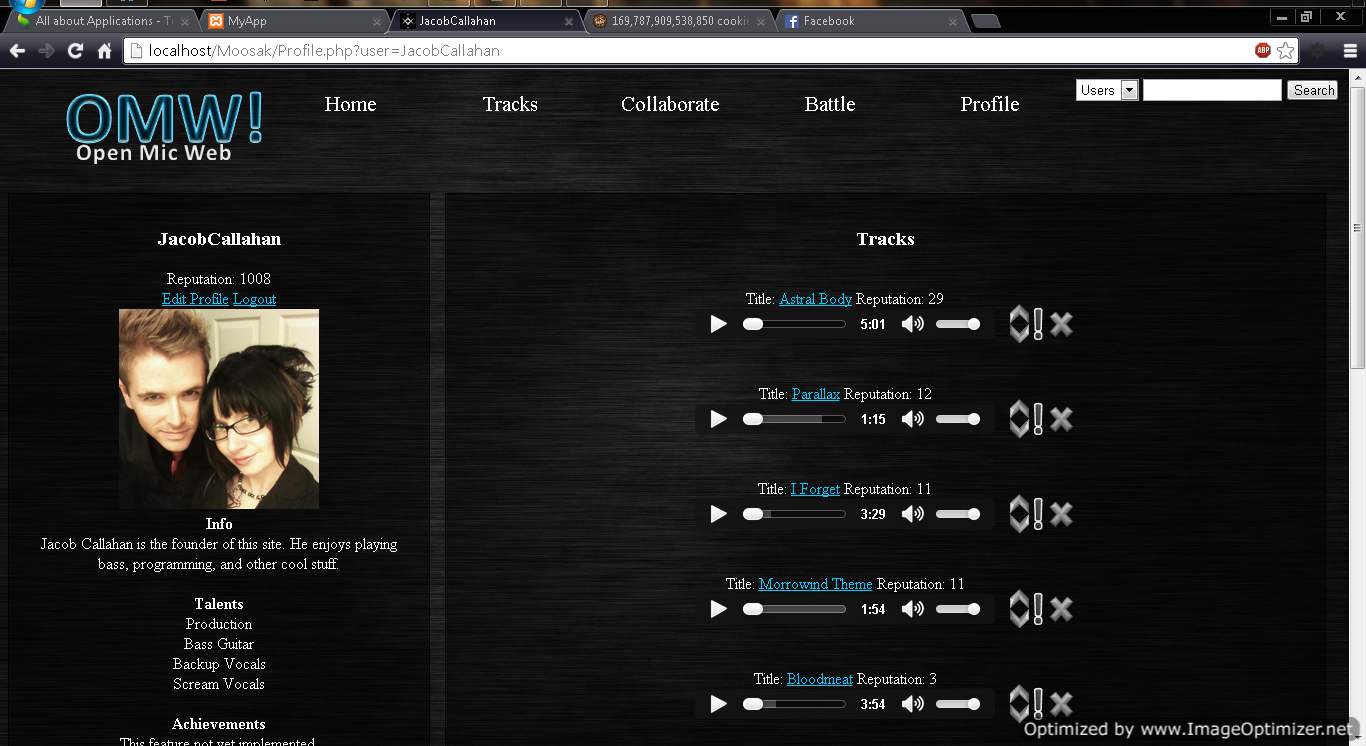 All about Applications - T
MyApp
JacobCallahan
169,787,909,538,850 cooki
Facebook
localhost/Moosak/Profile.php?user=JacobCallahan
ABP
OMW!
Open Mic Web
Home
Tracks
Collaborate
Battle
Profile
Users
Search
JacobCallahan
Reputation: 1008
Edit Profile Logout
Info
Jacob Callahan is the founder of this site. He enjoys playing
bass, programming, and other cool stuff.
Talents
Production
Bass Guitar
Backup Vocals
Scream Vocals
Achievements
This feature not yet implemented
Tracks
Title: Astral Body Reputation: 29
5:01
Title: Parallax Reputation: 12
1:15
Title: I Forget Reputation: 11
3:29
Title: Morrowind Theme Reputation: 11
1:54
Title: Bloodmeat Reputation: 3
3:54
Optimized by www.ImageOptimizer.net